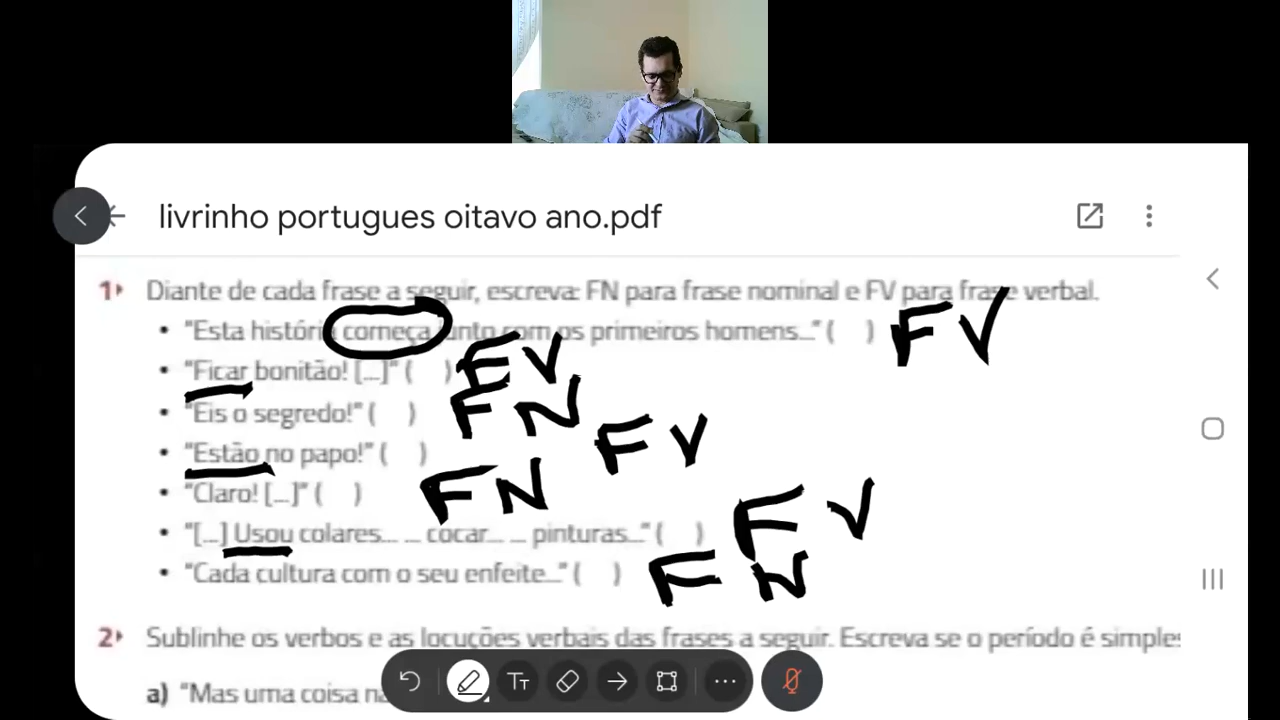 livrinho portugues oitavo ano.pdf
1 Diante de cada frase a seguir, escreva: FN para frase nominal e FV para frase verbal.
• "Esta história começa junto com os primeiros homens..." ( ) FV
• "Ficar bonitão! [...]" ( ) FV
• "Eis o segredo!" ( ) FN
• "Estão no papo!" ( ) FV
• "Claro! [...]" ( ) FN
• "[...] Usou colares... ... cocar... ... pinturas..." ( ) FV
• "Cada cultura com o seu enfeite..." ( ) FN
2 Sublinhe os verbos e as locuções verbais das frases a seguir. Escreva se o período é simples
a) "Mas uma coisa
TT